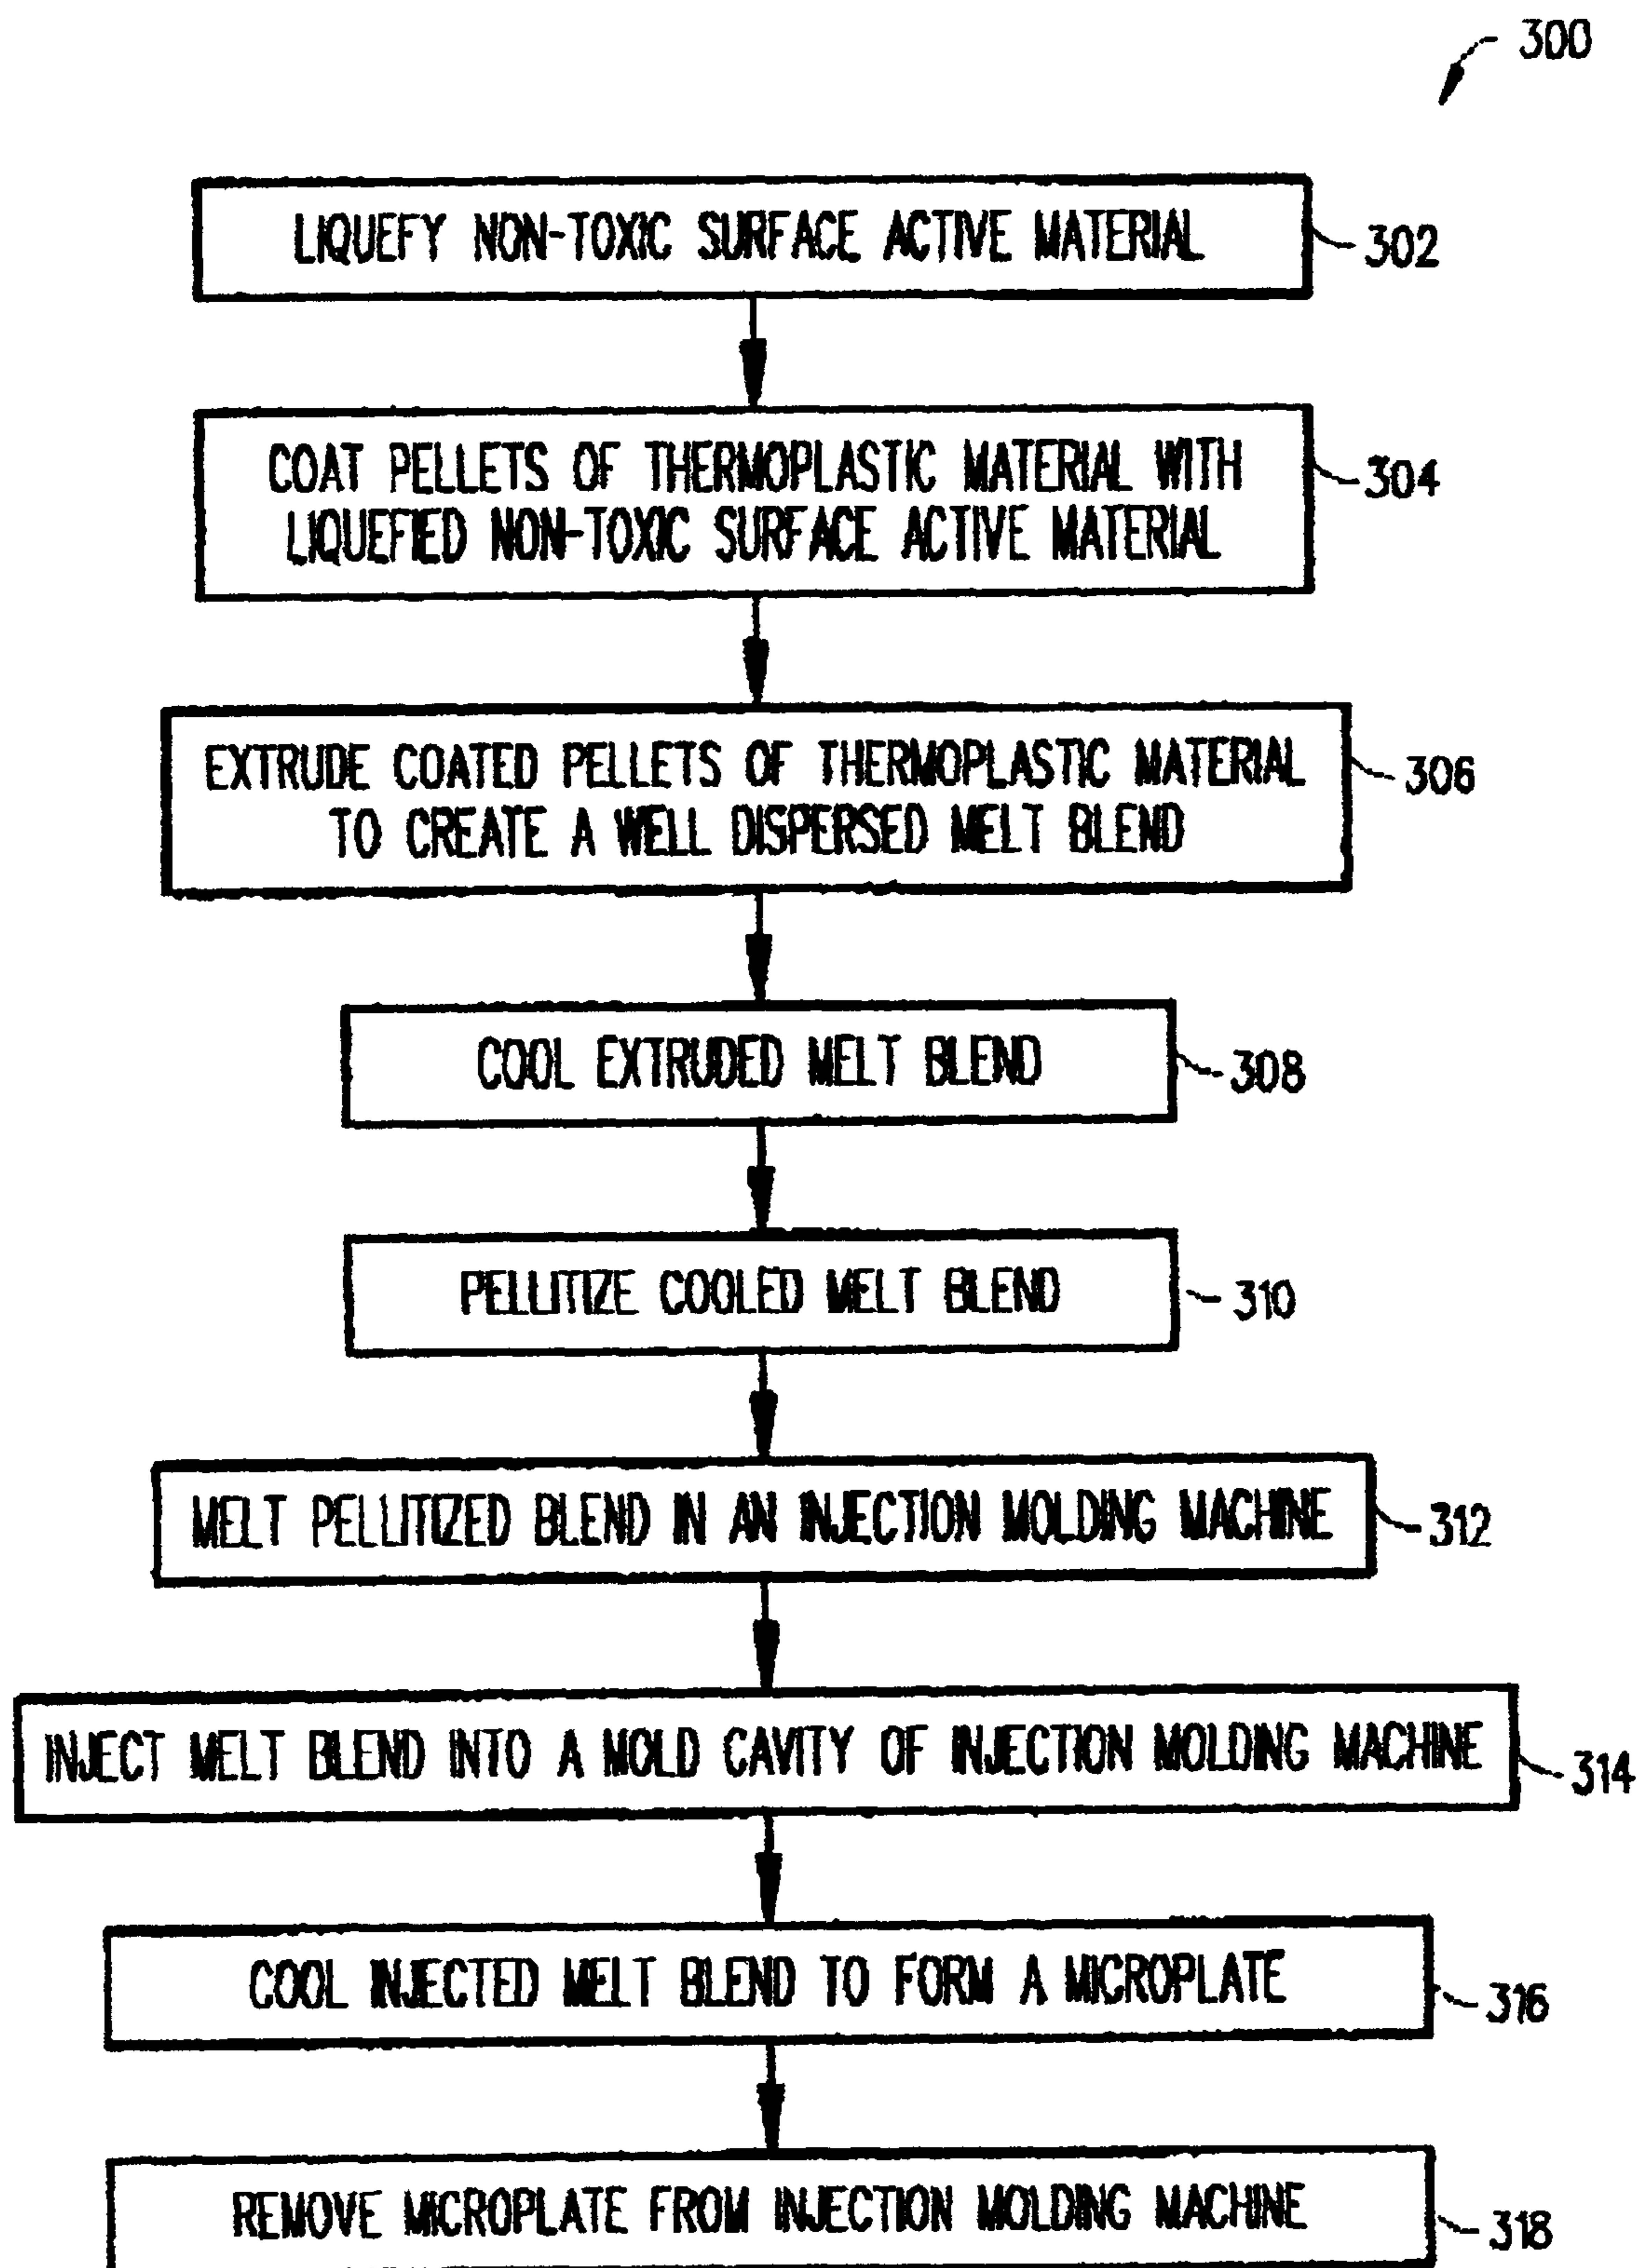 300
LIQUEFY NON-TOXIC SURFACE ACTIVE MATERIAL
302
COAT PELLETS OF THERMOPLASTIC MATERIAL WITH
LIQUEFIED NON-TOXIC SURFACE ACTIVE MATERIAL
304
EXTRUDE COATED PELLETS OF THERMOPLASTIC MATERIAL
TO CREATE A WELL DISPERSED MELT BLEND
306
COOL EXTRUDED MELT BLEND
308
PELLITIZE COOLED MELT BLEND
310
MELT PELLITIZED BLEND IN AN INJECTION MOLDING MACHINE
312
INJECT MELT BLEND INTO A MOLD CAVITY OF INJECTION MOLDING MACHINE
314
COOL INJECTED MELT BLEND TO FORM A MICROPLATE
316
REMOVE MICROPLATE FROM INJECTION MOLDING MACHINE
318